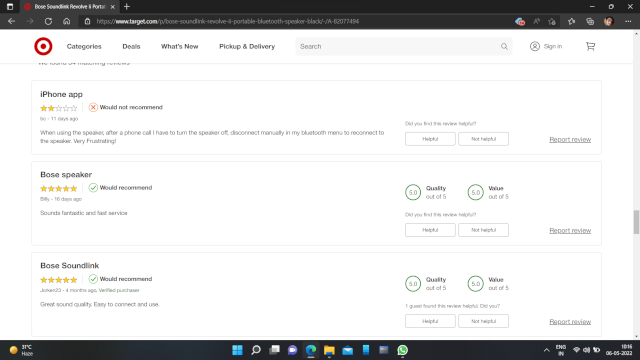 Bose Soundlink Revolve II Portab
https://www.target.com/p/bose-soundlink-revolve-ii-portable-bluetooth-speaker-black/-/A-82077494
Categories Deals What's New Pickup & Delivery Search Sign in
We found 34 matching reviews
iPhone app
Would not recommend
bo - 11 days ago
When using the speaker, after a phone call I have to turn the speaker off, disconnect manually in my bluetooth menu to reconnect to
the speaker. Very Frustrating!
Did you find this review helpful?
Helpful Not helpful Report review
Bose speaker
Would recommend
Billy - 16 days ago
Sounds fantastic and fast service
5.0 Quality out of 5
5.0 Value out of 5
Did you find this review helpful?
Helpful Not helpful Report review
Bose Soundlink
Would recommend
4 months ago, Verified purchaser
Great sound quality. Easy to connect and use.
5.0 Quality out of 5
5.0 Value out of 5
1 guest found this review helpful. Did you?
Helpful Not helpful Report review
31°C
Haze
ENG
IN
10:16
06-05-2022